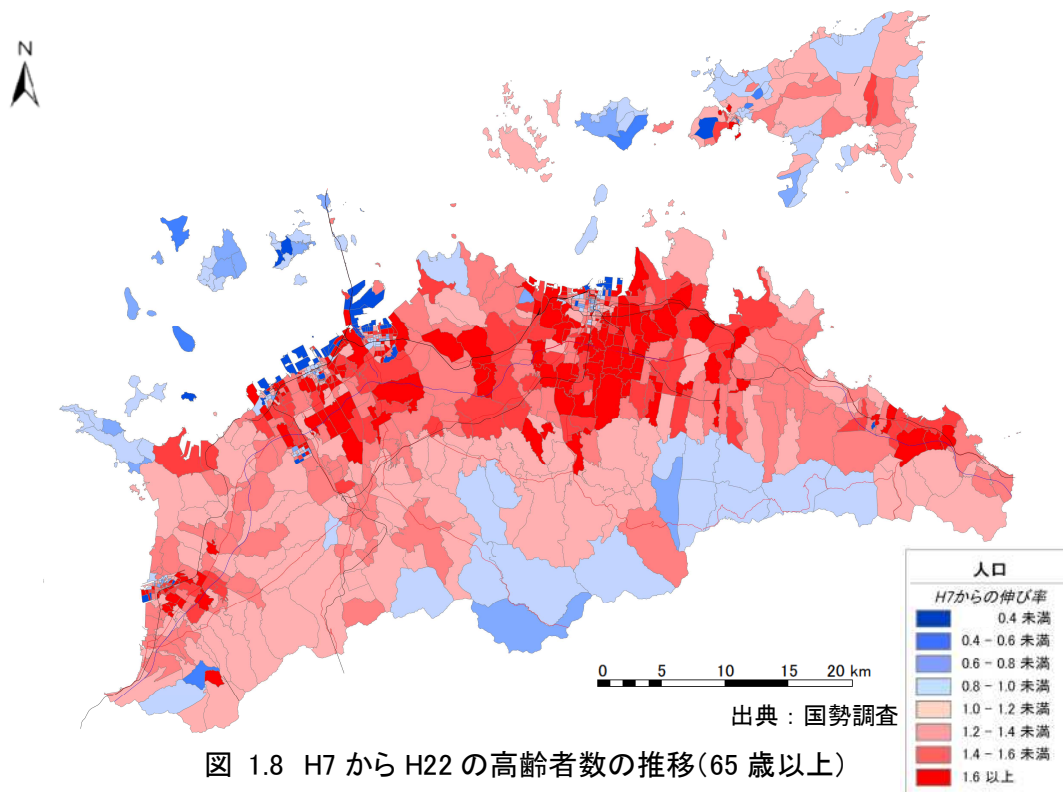 N
人口
H7からの伸び率
0.4 未満
0.4 - 0.6 未満
0.6 - 0.8 未満
0.8 - 1.0 未満
1.0 - 1.2 未満
1.2 - 1.4 未満
1.4 - 1.6 未満
1.6 以上
0 5 10 15 20 km
出典：国勢調査
図 1.8 H7 から H22 の高齢者数の推移(65 歳以上)